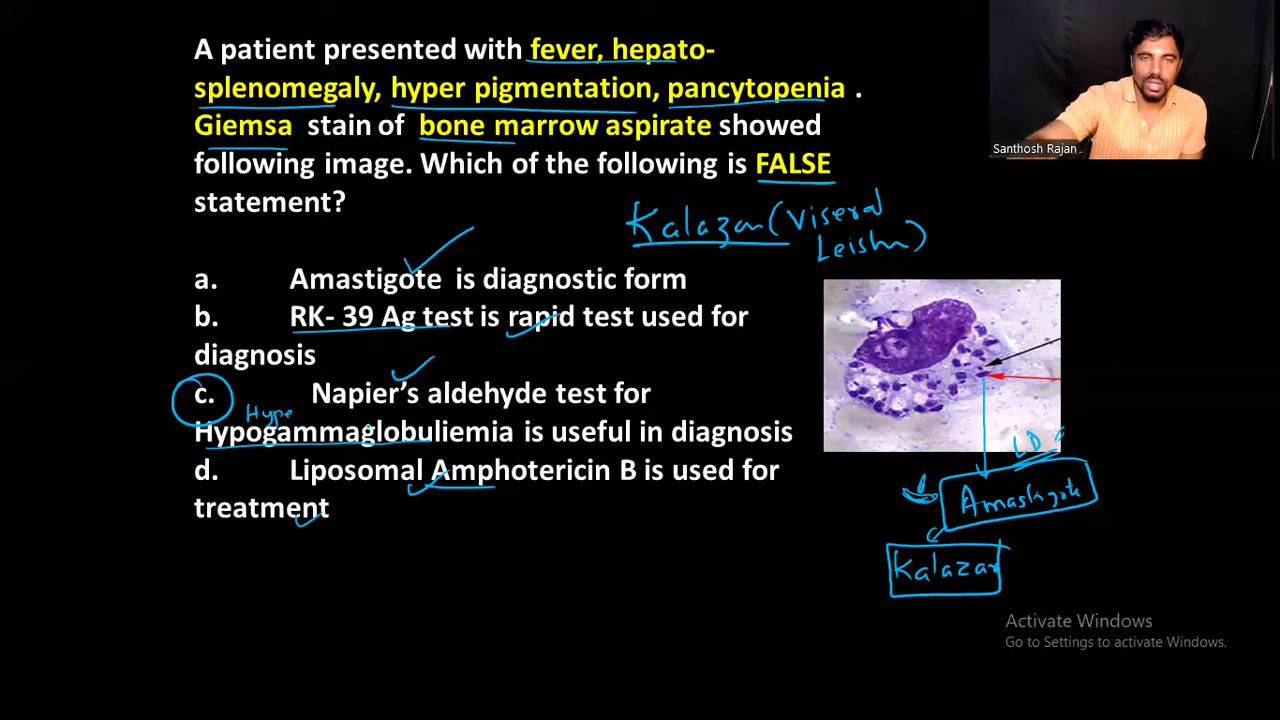 A patient presented with fever, hepato-
splenomegaly, hyper pigmentation, pancytopenia .
Giemsa stain of bone marrow aspirate showed
following image. Which of the following is FALSE
statement?
Santhosh Rajan
Kalazar (Viseral
Leishm)
a. Amastigote is diagnostic form
b. RK- 39 Ag test is rapid test used for
diagnosis
c. Napier's aldehyde test for
Hype
Hypogammaglobuliemia is useful in diagnosis
d. Liposomal Amphotericin B is used for
treatment
LD
Amastigote
Kalazar
Activate Windows
Go to Settings to activate Windows.